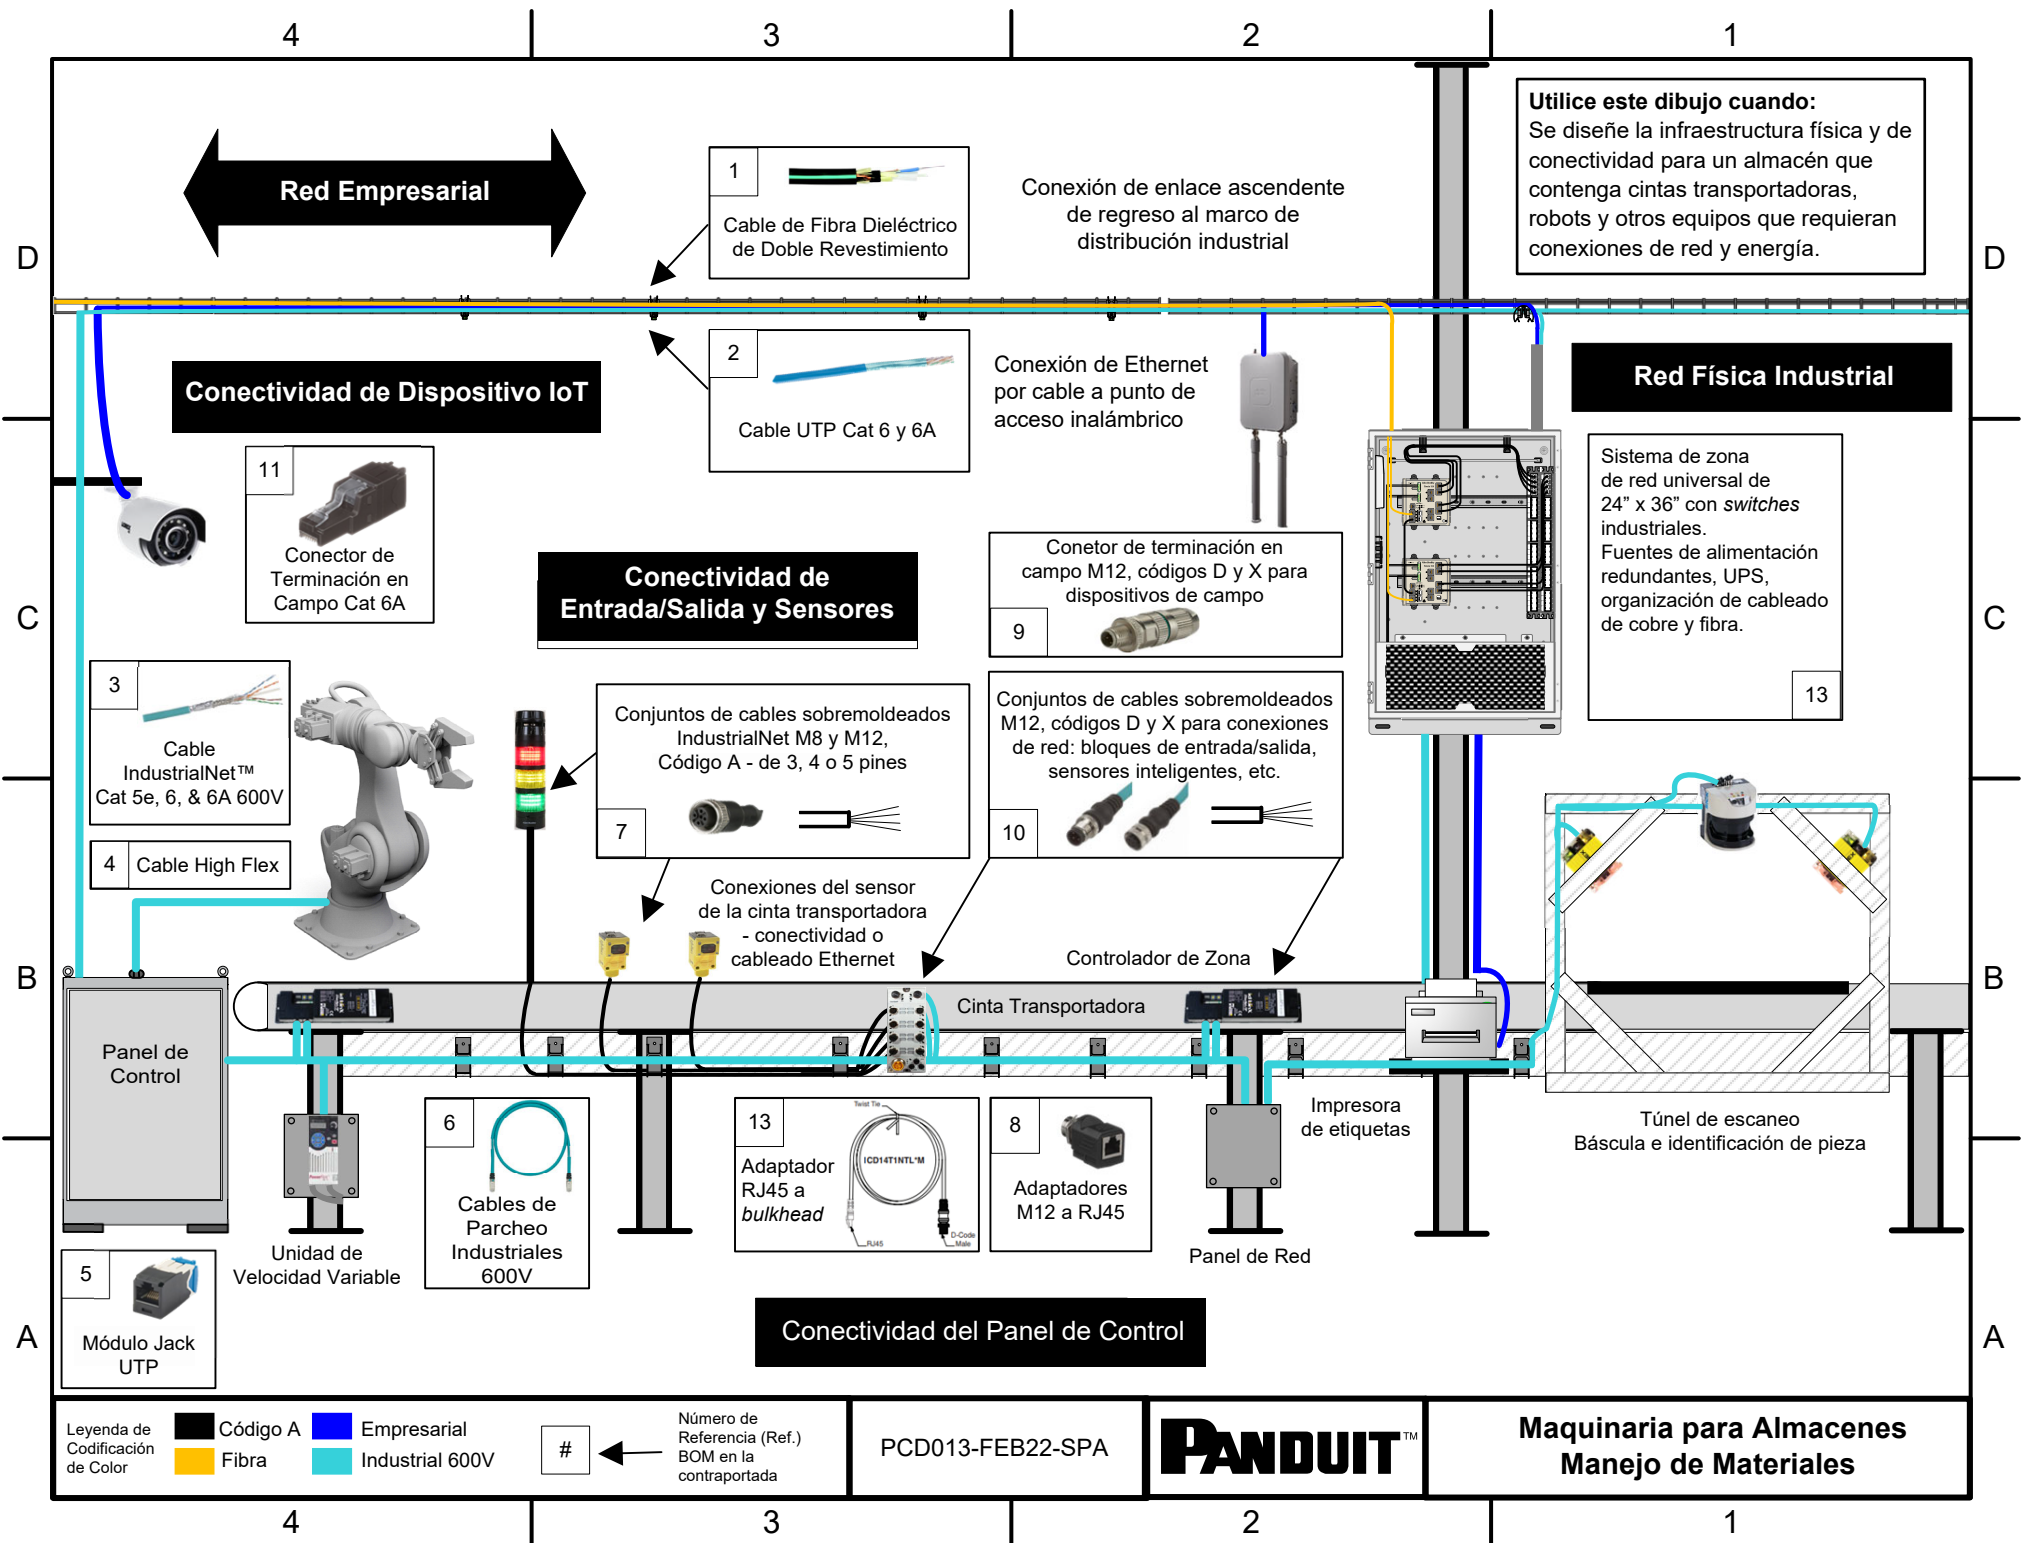 4
3
2
1
D
D
C
C
B
B
A
A
Utilice este dibujo cuando:
Se diseñe la infraestructura física y de
conectividad para un almacén que
contenga cintas transportadoras,
robots y otros equipos que requieran
conexiones de red y energía.
Red Empresarial
1
Cable de Fibra Dieléctrico
de Doble Revestimiento
Conexión de enlace ascendente
de regreso al marco de
distribución industrial
2
Cable UTP Cat 6 y 6A
Conexión de Ethernet
por cable a punto de
acceso inalámbrico
Conectividad de Dispositivo IoT
Red Física Industrial
11
Conector de
Terminación en
Campo Cat 6A
Sistema de zona
de red universal de
24” x 36” con switches
industriales.
Fuentes de alimentación
redundantes, UPS,
organización de cableado
de cobre y fibra.
13
Conectividad de
Entrada/Salida y Sensores
Conetor de terminación en
campo M12, códigos D y X para
dispositivos de campo
9
3
Cable
IndustrialNet™
Cat 5e, 6, & 6A 600V
4
Cable High Flex
Conjuntos de cables sobremoldeados
IndustrialNet M8 y M12,
Código A - de 3, 4 o 5 pines
7
Conjuntos de cables sobremoldeados
M12, códigos D y X para conexiones
de red: bloques de entrada/salida,
sensores inteligentes, etc.
10
Conexiones del sensor
de la cinta transportadora
- conectividad o
cableado Ethernet
Controlador de Zona
Cinta Transportadora
Panel de
Control
Impresora
de etiquetas
Túnel de escaneo
Báscula e identificación de pieza
6
Cables de
Parcheo
Industriales
600V
13
Adaptador
RJ45 a
bulkhead
Twist Tie
ICD14T1NTL*M
RJ45
D-Code
Male
8
Adaptadores
M12 a RJ45
Panel de Red
Unidad de
Velocidad Variable
5
Módulo Jack
UTP
Conectividad del Panel de Control
Leyenda de
Codificación
de Color
Código A
Empresarial
Fibra
Industrial 600V
#
Número de
Referencia (Ref.)
BOM en la
contraportada
PCD013-FEB22-SPA
PANDUIT™
Maquinaria para Almacenes
Manejo de Materiales
4
3
2
1